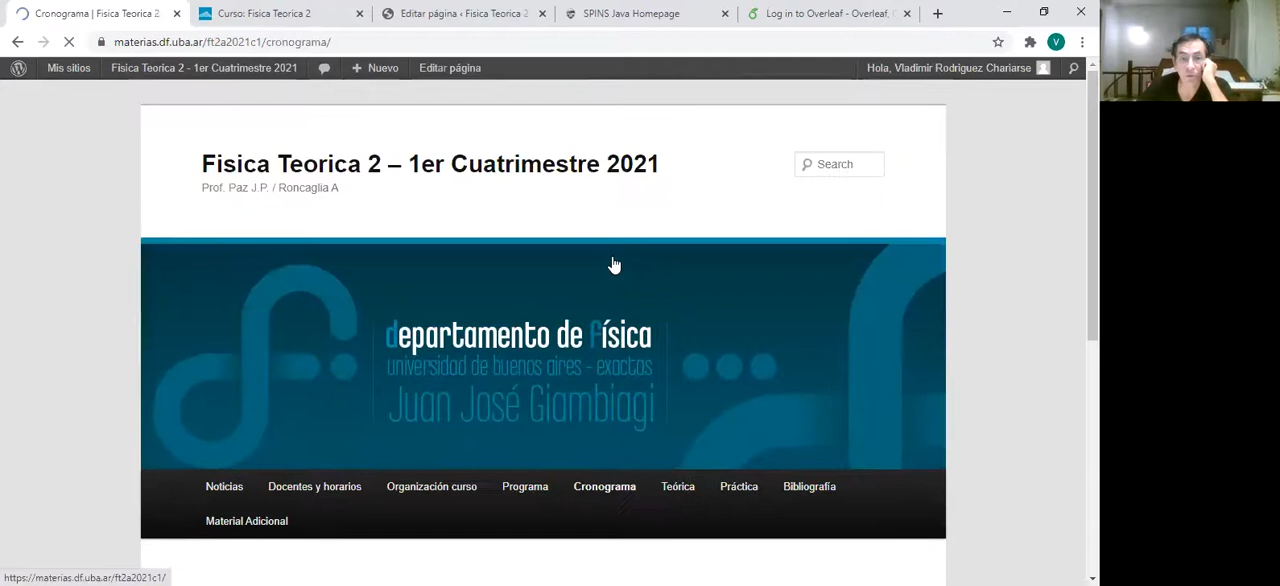 Cronograma | Fisica Teorica 2
Curso: Fisica Teorica 2
Editar página ‹ Fisica Teorica 2
SPINS Java Homepage
Log in to Overleaf - Overleaf,
materias.df.uba.ar/ft2a2021c1/cronograma/
V
Mis sitios
Fisica Teorica 2 - 1er Cuatrimestre 2021
+ Nuevo
Editar página
Hola, Vladimir Rodriguez Chariarse
Fisica Teorica 2 – 1er Cuatrimestre 2021
Prof. Paz J.P. / Roncaglia A
Search
departamento de física
universidad de buenos aires - exactas
Juan José Giambiagi
Noticias Docentes y horarios Organización curso Programa Cronograma Teórica Práctica Bibliografía
Material Adicional
https://materias.df.uba.ar/ft2a2021c1/